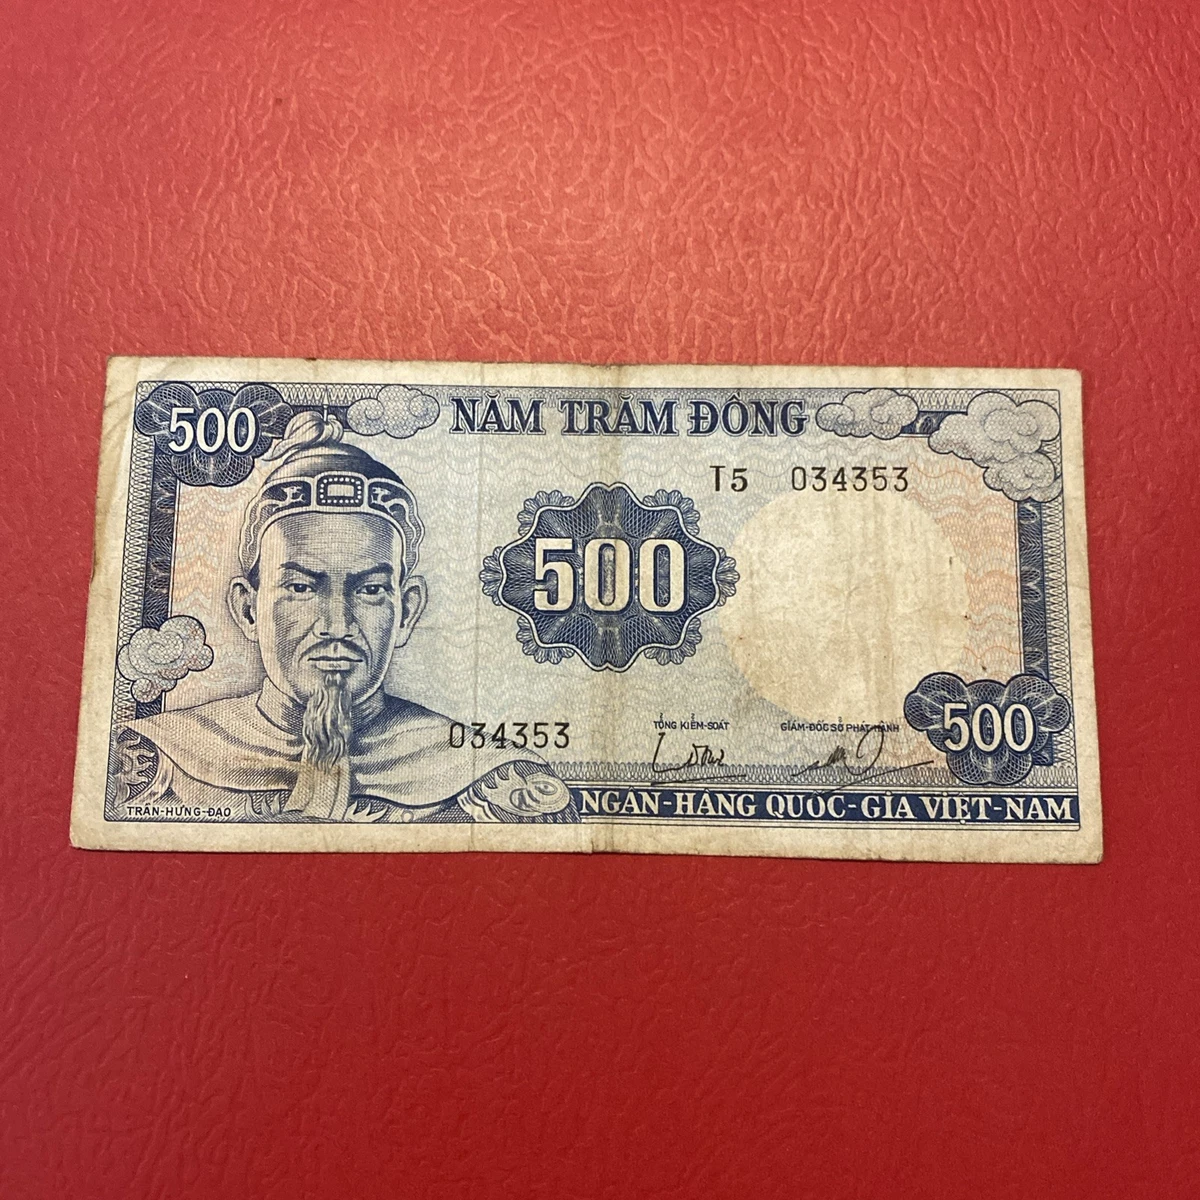 500
NĂM TRĂM ĐỒNG
T5 034353
500
034353
TỔNG KIỂM-SOÁT
GIÁM-ĐỐC SỞ PHÁT-HÀNH
500
TRẦN-HƯNG-ĐẠO
NGÂN-HÀNG QUỐC-GIA VIỆT-NAM